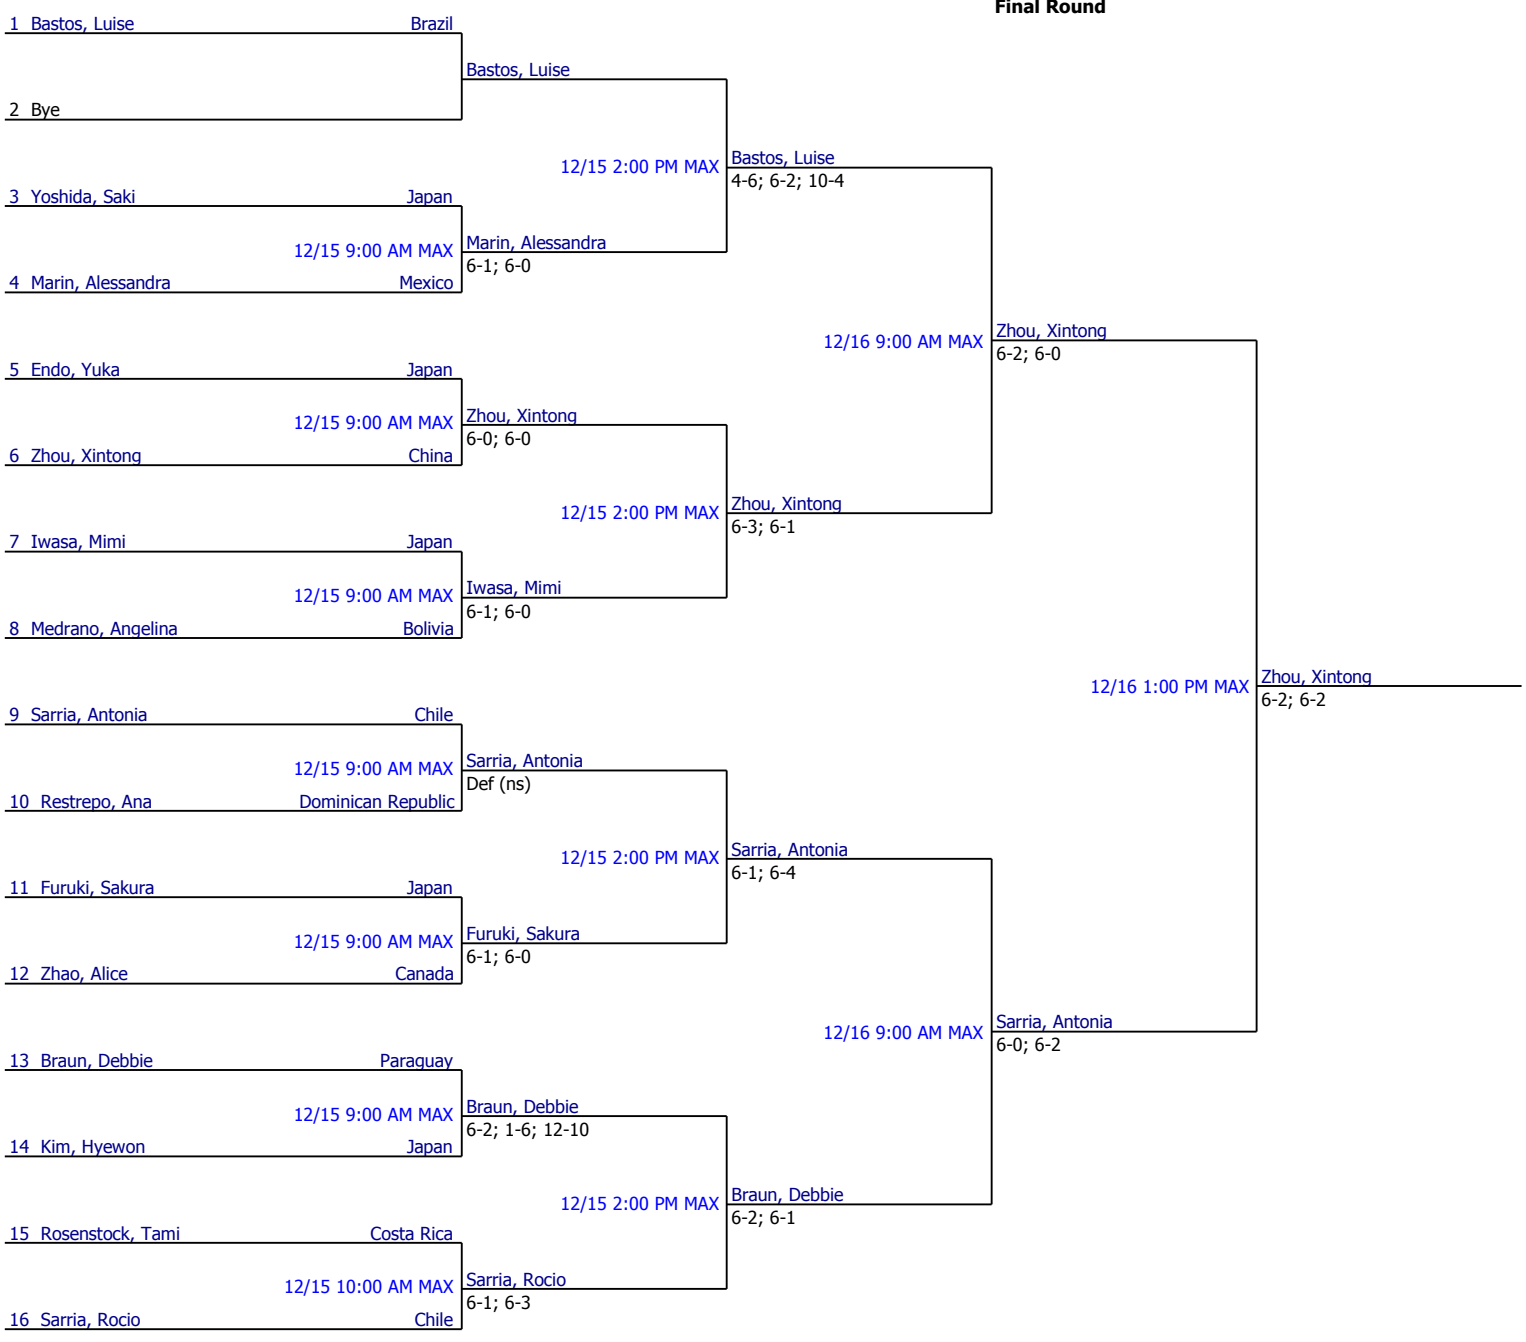 Final Round
1 Bastos, Luise Brazil
Bastos, Luise
2 Bye
12/15 2:00 PM MAX Bastos, Luise
4-6; 6-2; 10-4
3 Yoshida, Saki Japan
12/15 9:00 AM MAX Marin, Alessandra
6-1; 6-0
4 Marin, Alessandra Mexico
12/16 9:00 AM MAX Zhou, Xintong
6-2; 6-0
5 Endo, Yuka Japan
12/15 9:00 AM MAX Zhou, Xintong
6-0; 6-0
6 Zhou, Xintong China
12/15 2:00 PM MAX Zhou, Xintong
6-3; 6-1
7 Iwasa, Mimi Japan
12/15 9:00 AM MAX Iwasa, Mimi
6-1; 6-0
8 Medrano, Angelina Bolivia
12/16 1:00 PM MAX Zhou, Xintong
6-2; 6-2
9 Sarria, Antonia Chile
12/15 9:00 AM MAX Sarria, Antonia
Def (ns)
10 Restrepo, Ana Dominican Republic
12/15 2:00 PM MAX Sarria, Antonia
6-1; 6-4
11 Furuki, Sakura Japan
12/15 9:00 AM MAX Furuki, Sakura
6-1; 6-0
12 Zhao, Alice Canada
12/16 9:00 AM MAX Sarria, Antonia
6-0; 6-2
13 Braun, Debbie Paraguay
12/15 9:00 AM MAX Braun, Debbie
6-2; 1-6; 12-10
14 Kim, Hyewon Japan
12/15 2:00 PM MAX Braun, Debbie
6-2; 6-1
15 Rosenstock, Tami Costa Rica
12/15 10:00 AM MAX Sarria, Rocio
6-1; 6-3
16 Sarria, Rocio Chile